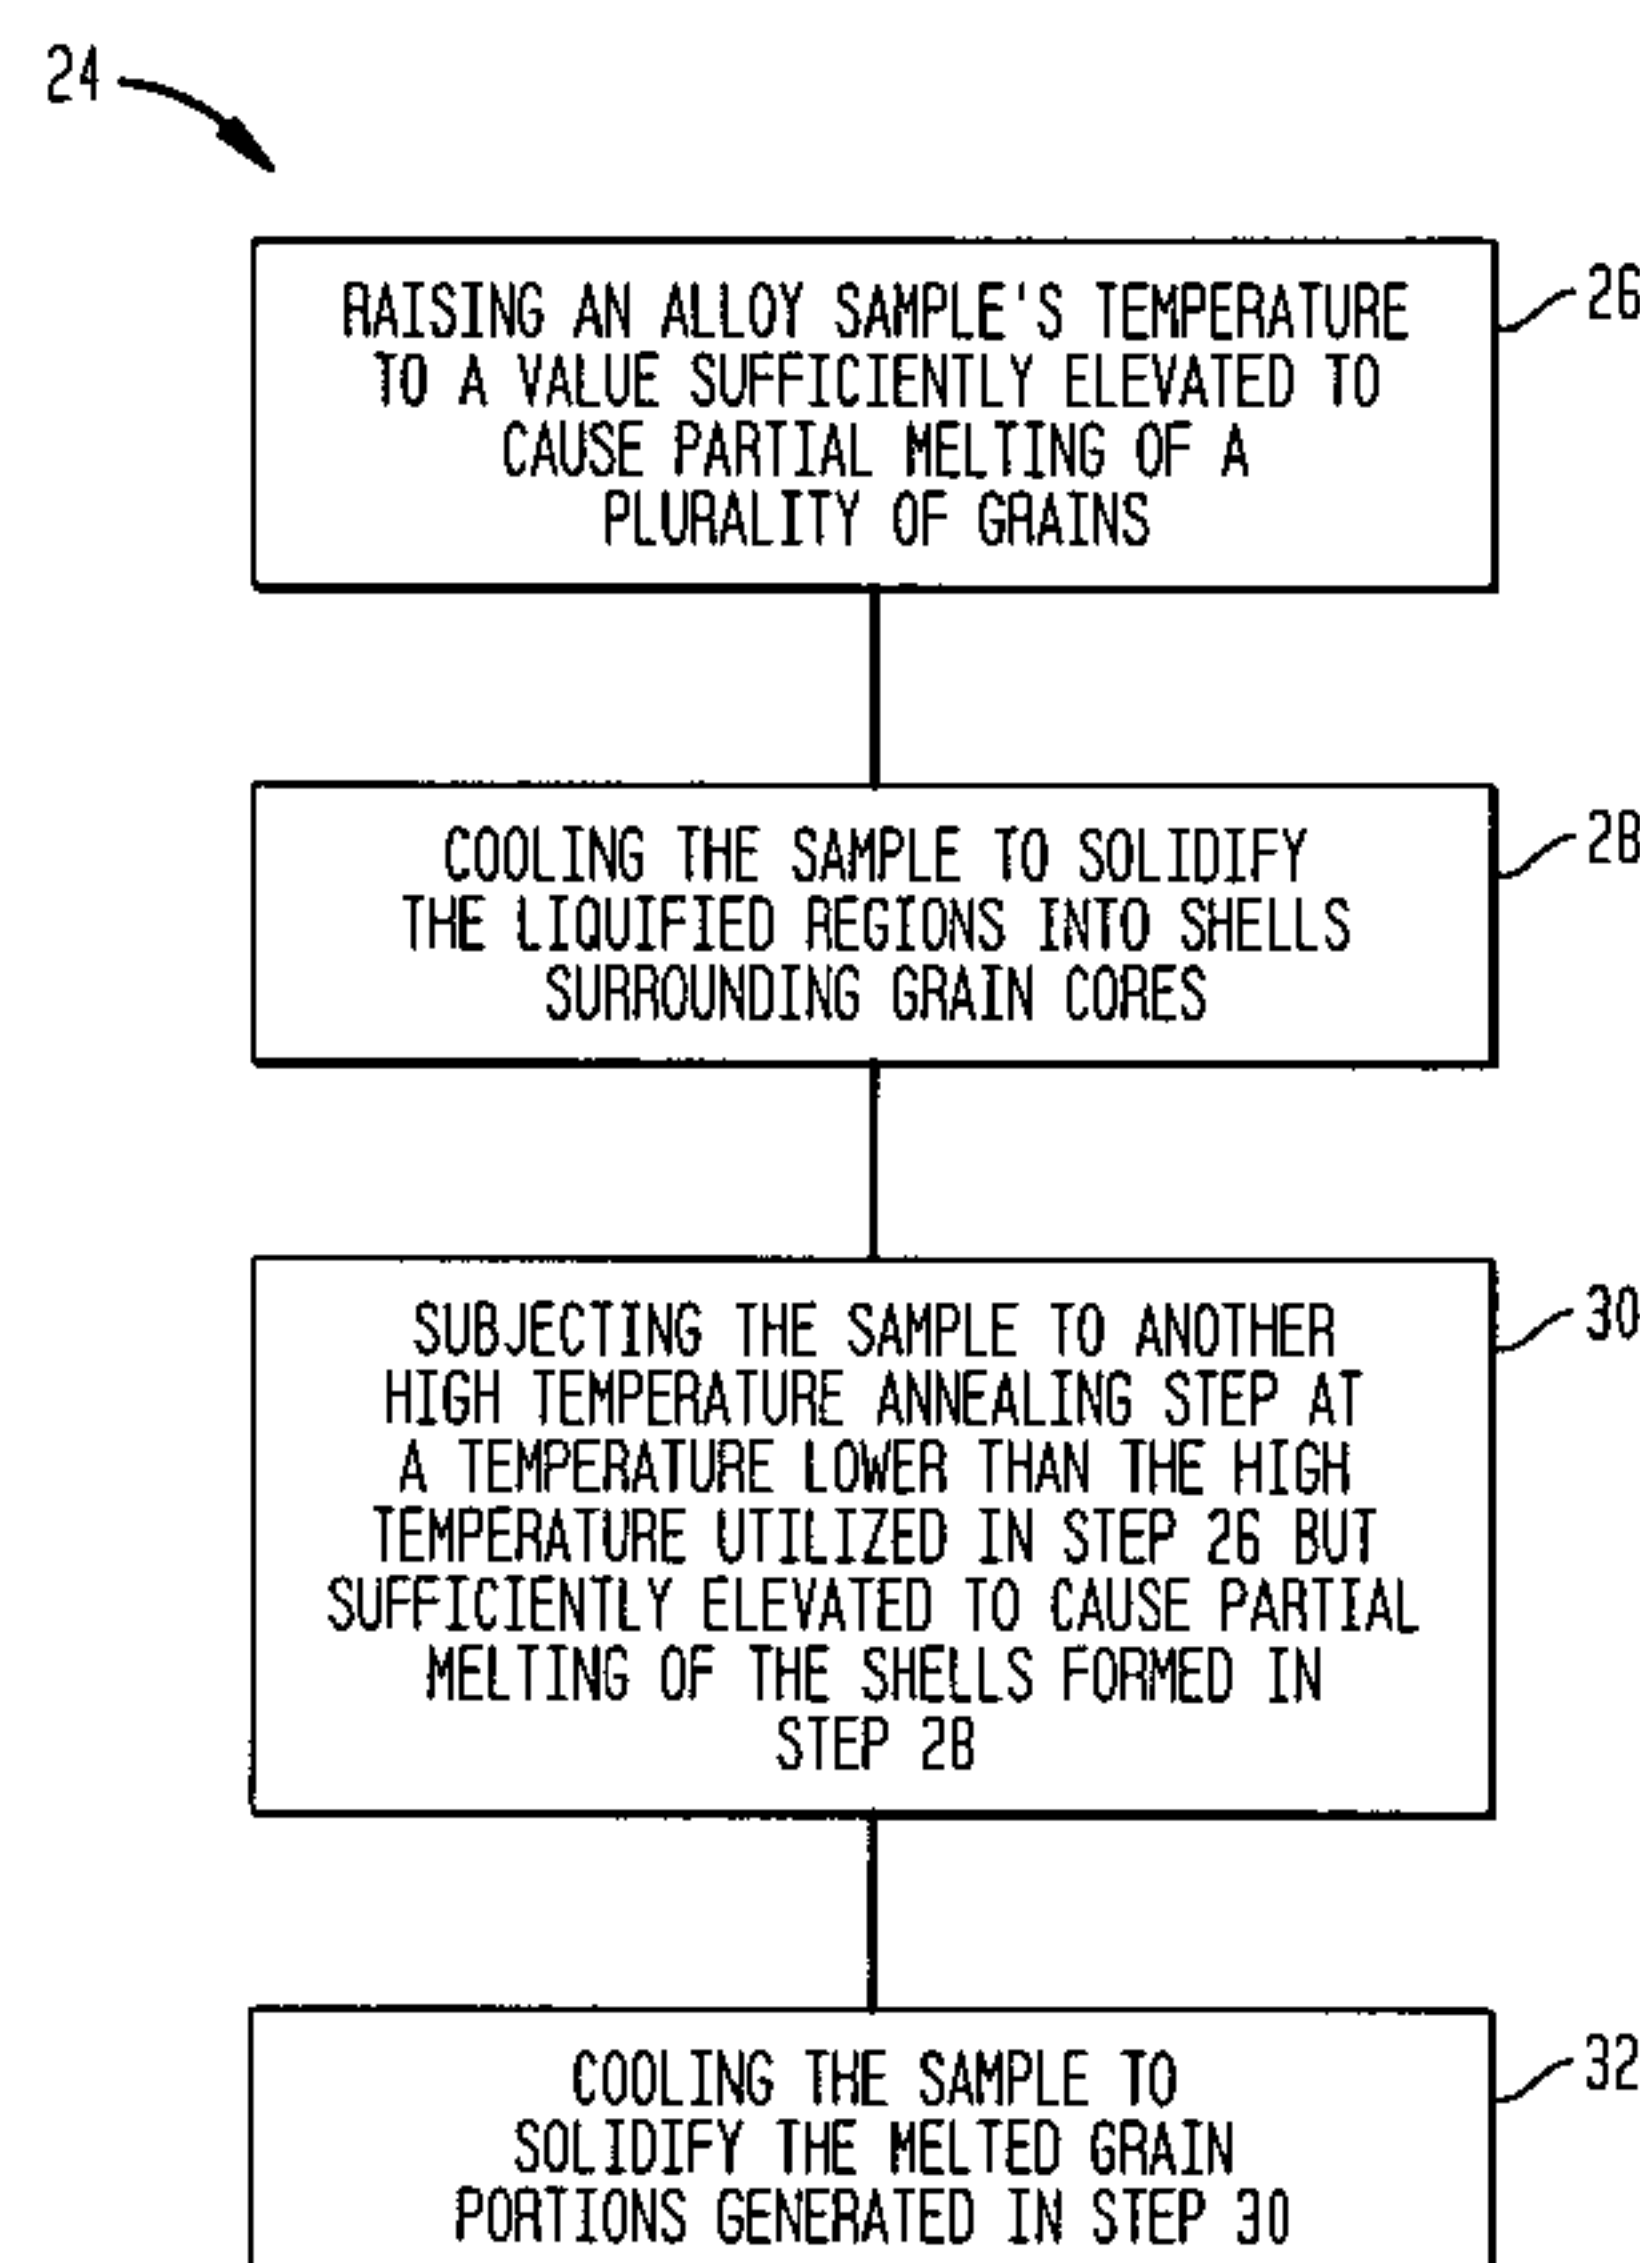 24
RAISING AN ALLOY SAMPLE'S TEMPERATURE
TO A VALUE SUFFICIENTLY ELEVATED TO
CAUSE PARTIAL MELTING OF A
PLURALITY OF GRAINS
26
COOLING THE SAMPLE TO SOLIDIFY
THE LIQUIFIED REGIONS INTO SHELLS
SURROUNDING GRAIN CORES
28
SUBJECTING THE SAMPLE TO ANOTHER
HIGH TEMPERATURE ANNEALING STEP AT
A TEMPERATURE LOWER THAN THE HIGH
TEMPERATURE UTILIZED IN STEP 26 BUT
SUFFICIENTLY ELEVATED TO CAUSE PARTIAL
MELTING OF THE SHELLS FORMED IN
STEP 28
30
COOLING THE SAMPLE TO
SOLIDIFY THE MELTED GRAIN
PORTIONS GENERATED IN STEP 30
32